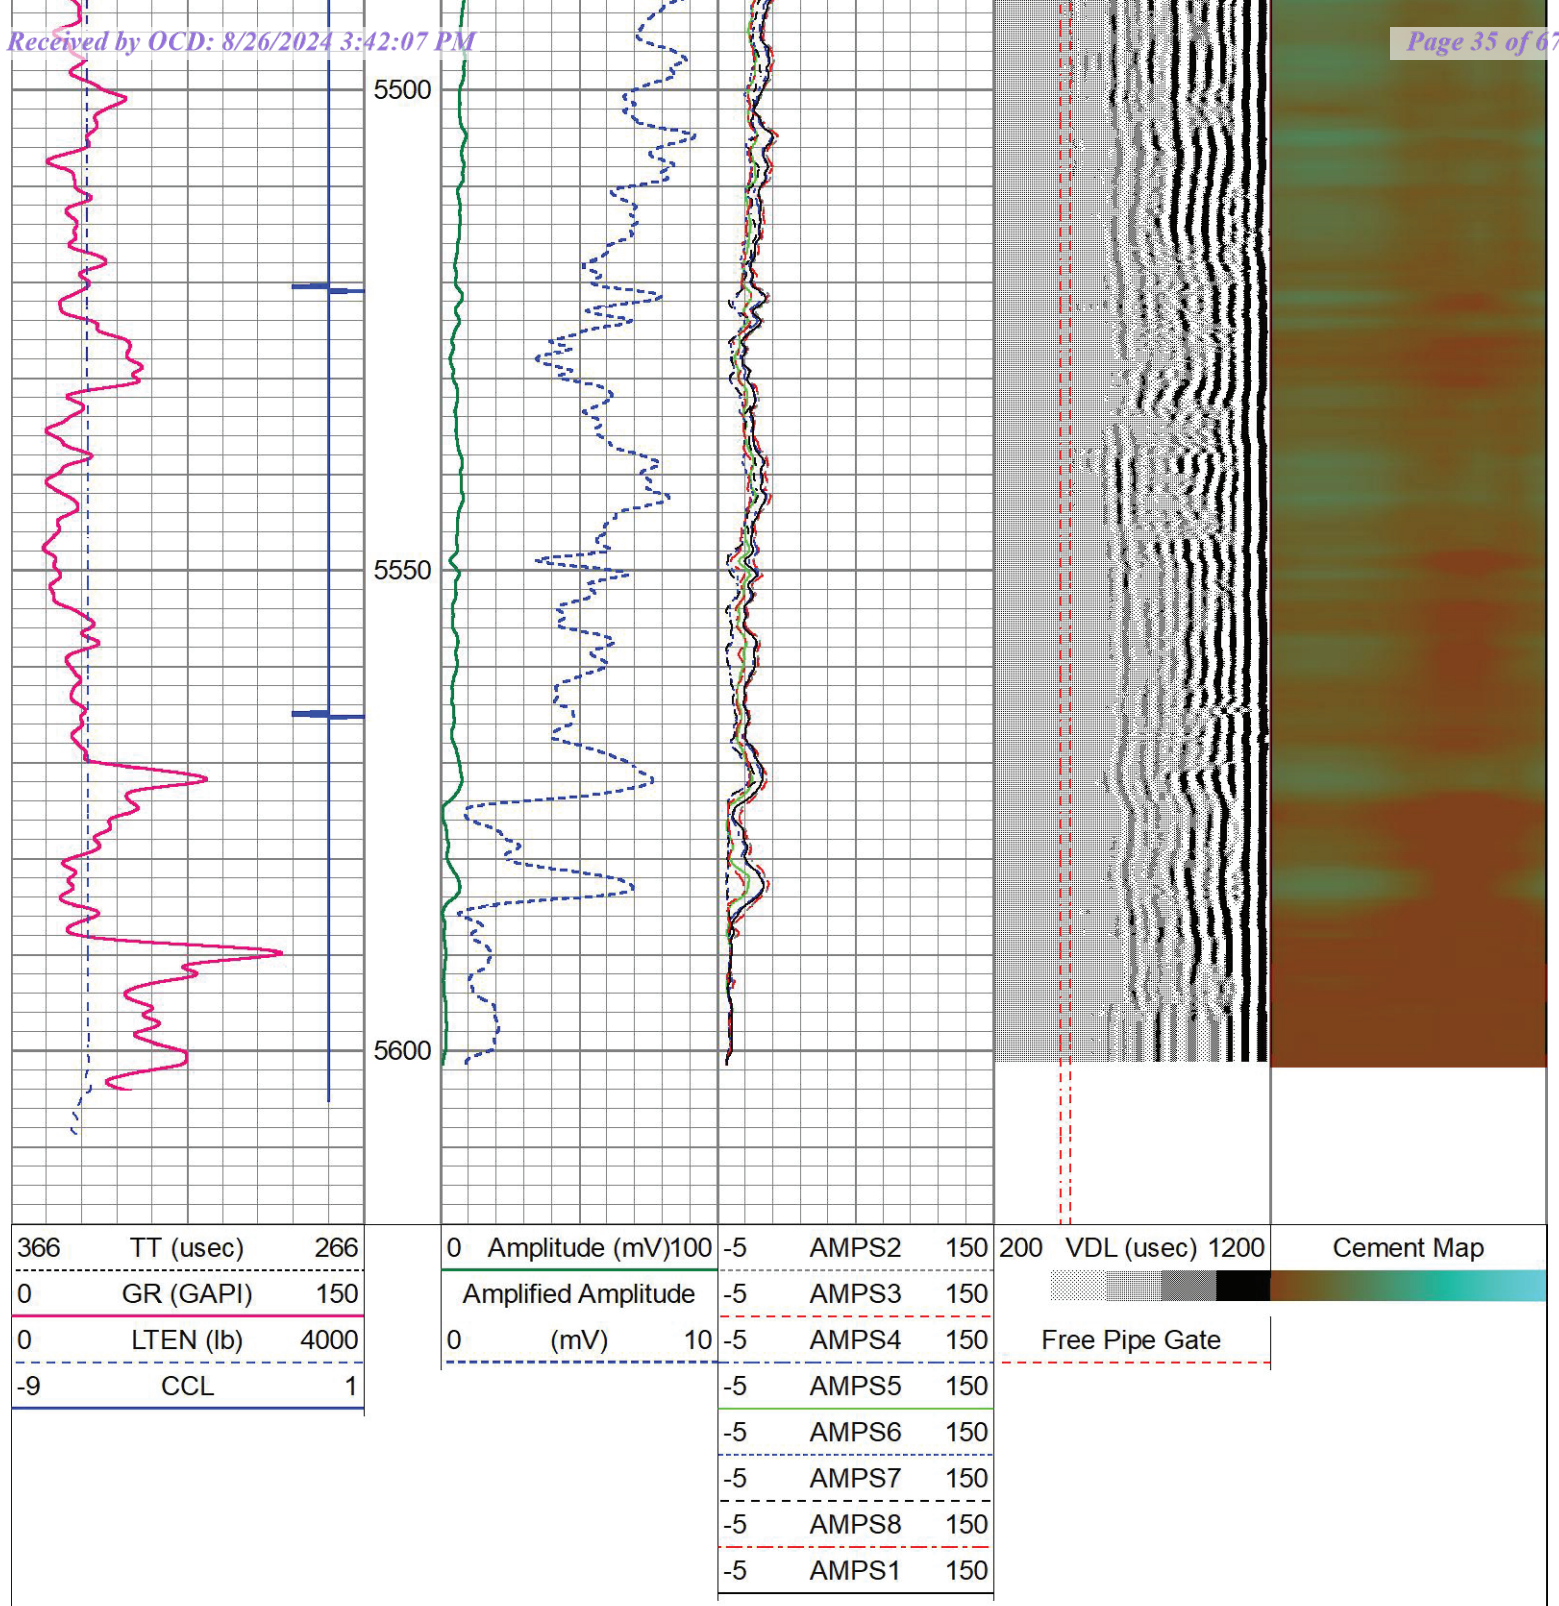 Received by OCD: 8/26/2024 3:42:07 PM
Page 35 of 67
5500
5550
5600
366 TT (usec) 266
0 GR (GAPI) 150
0 LTEN (lb) 4000
-9 CCL 1
0 Amplitude (mV)100
Amplified Amplitude
0 (mV) 10
-5 AMPS2 150
-5 AMPS3 150
-5 AMPS4 150
-5 AMPS5 150
-5 AMPS6 150
-5 AMPS7 150
-5 AMPS8 150
-5 AMPS1 150
200 VDL (usec) 1200
Free Pipe Gate
Cement Map